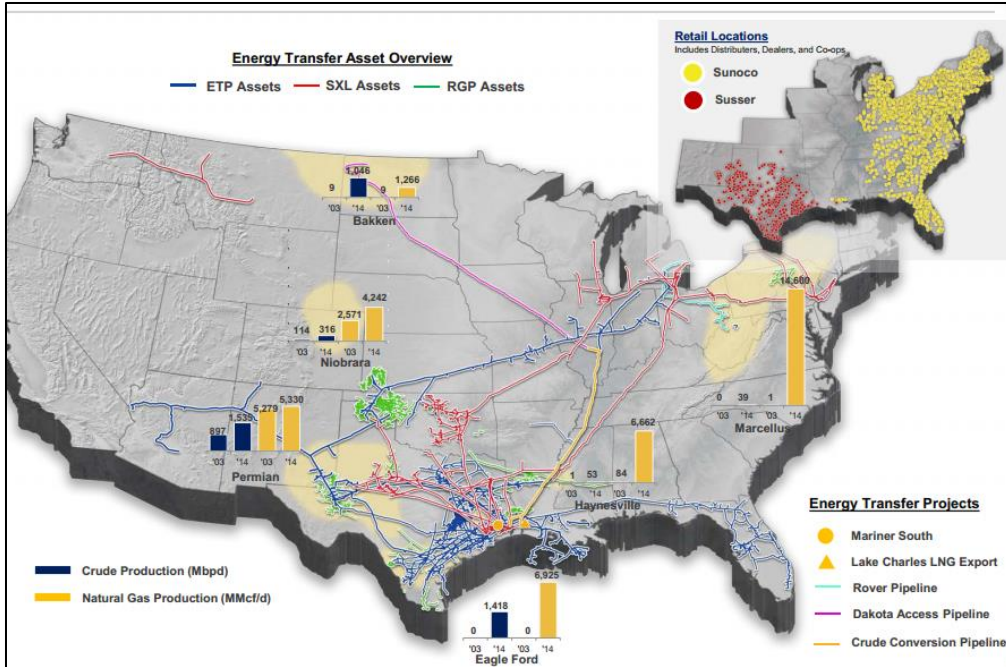 Energy Transfer Asset Overview
ETP Assets SXL Assets RGP Assets
Retail Locations
Includes Distributers, Dealers, and Co-ops
Sunoco
Susser
9 1,046 9 1,266
'03 '14 '03 '14
Bakken
114 316 2,571 4,242
'03 '14 '03 '14
Niobrara
897 1,539 5,279 5,330
'03 '14 '03 '14
Permian
0 39 1 14,600
'03 '14 '03 '14
Marcellus
1 53 84 6,662
'03 '14 '03 '14
Haynesville
0 1,418 0 6,925
'03 '14 '03 '14
Eagle Ford
Crude Production (Mbpd)
Natural Gas Production (MMcf/d)
Energy Transfer Projects
Mariner South
Lake Charles LNG Export
Rover Pipeline
Dakota Access Pipeline
Crude Conversion Pipeline